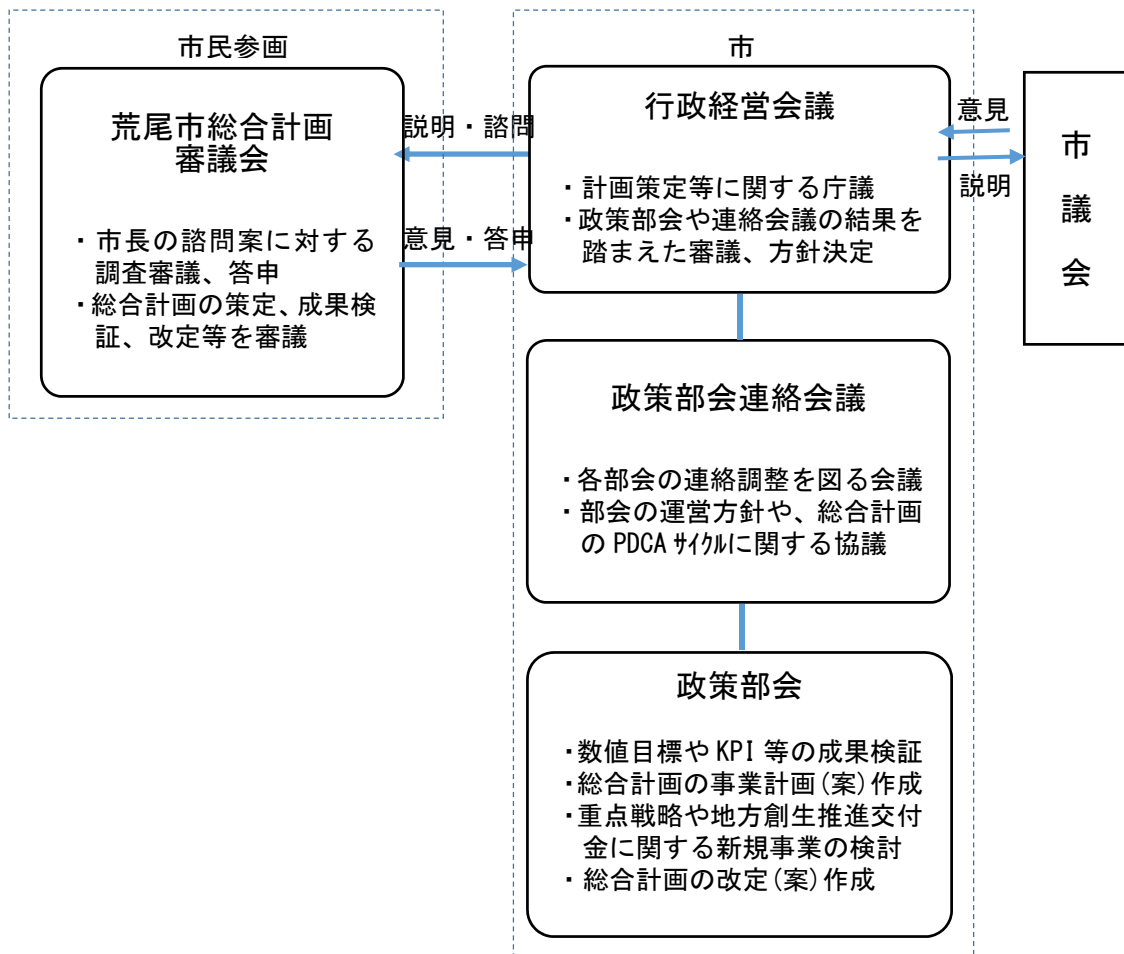 市民参画
荒尾市総合計画
審議会
・市長の諮問案に対する
調査審議、答申
・総合計画の策定、成果検
証、改定等を審議
説明・諮問
意見・答申
市
行政経営会議
・計画策定等に関する庁議
・政策部会や連絡会議の結果を
踏まえた審議、方針決定
意見
説明
市
議
会
政策部会連絡会議
・各部会の連絡調整を図る会議
・部会の運営方針や、総合計画
のPDCAサイクルに関する協議
政策部会
・数値目標やKPI等の成果検証
・総合計画の事業計画(案)作成
・重点戦略や地方創生推進交付
金に関する新規事業の検討
・総合計画の改定(案)作成